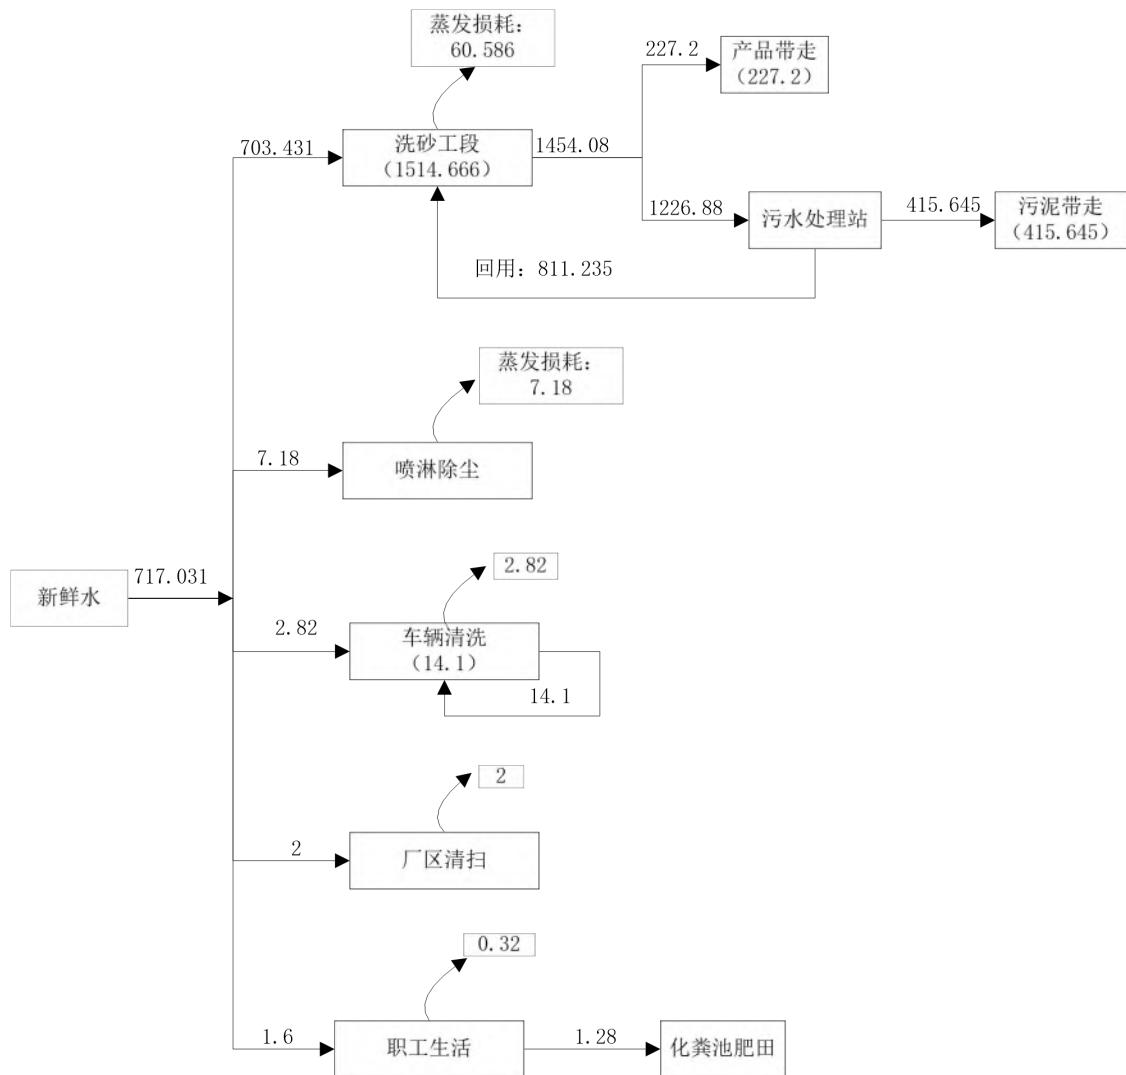 蒸发损耗：
60.586
227.2
产品带走
（227.2）
703.431
洗砂工段
（1514.666）
1454.08
1226.88
污水处理站
415.645
污泥带走
（415.645）
回用：811.235
蒸发损耗：
7.18
7.18
喷淋除尘
新鲜水
717.031
2.82
2.82
车辆清洗
（14.1）
14.1
2
2
厂区清扫
0.32
1.6
职工生活
1.28
化粪池肥田